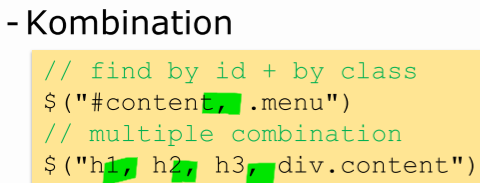 - Kombination
// find by id + by class
$("#content, .menu")
// multiple combination
$("h1, h2, h3, div.content")